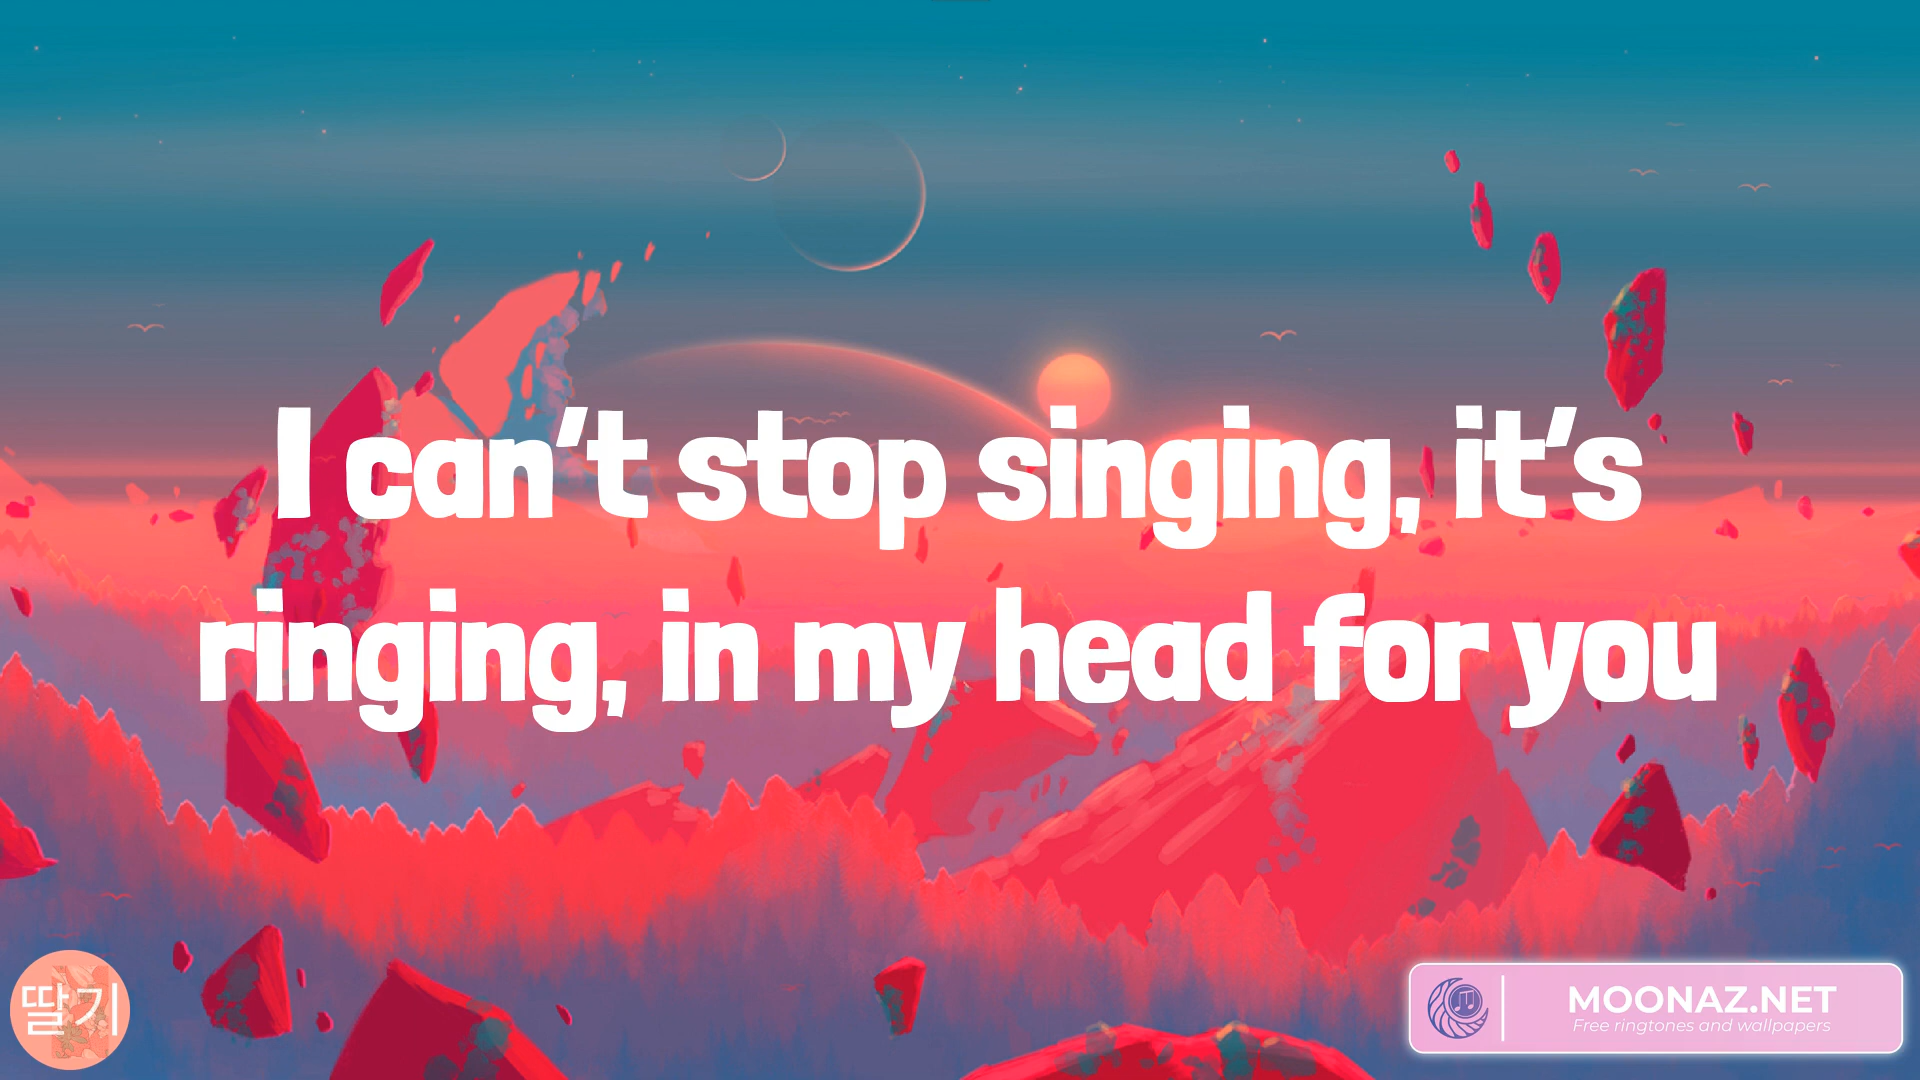 I can't stop singing, it's
ringing, in my head for you
딸기
MOONAZ.NET
Free ringtones and wallpapers